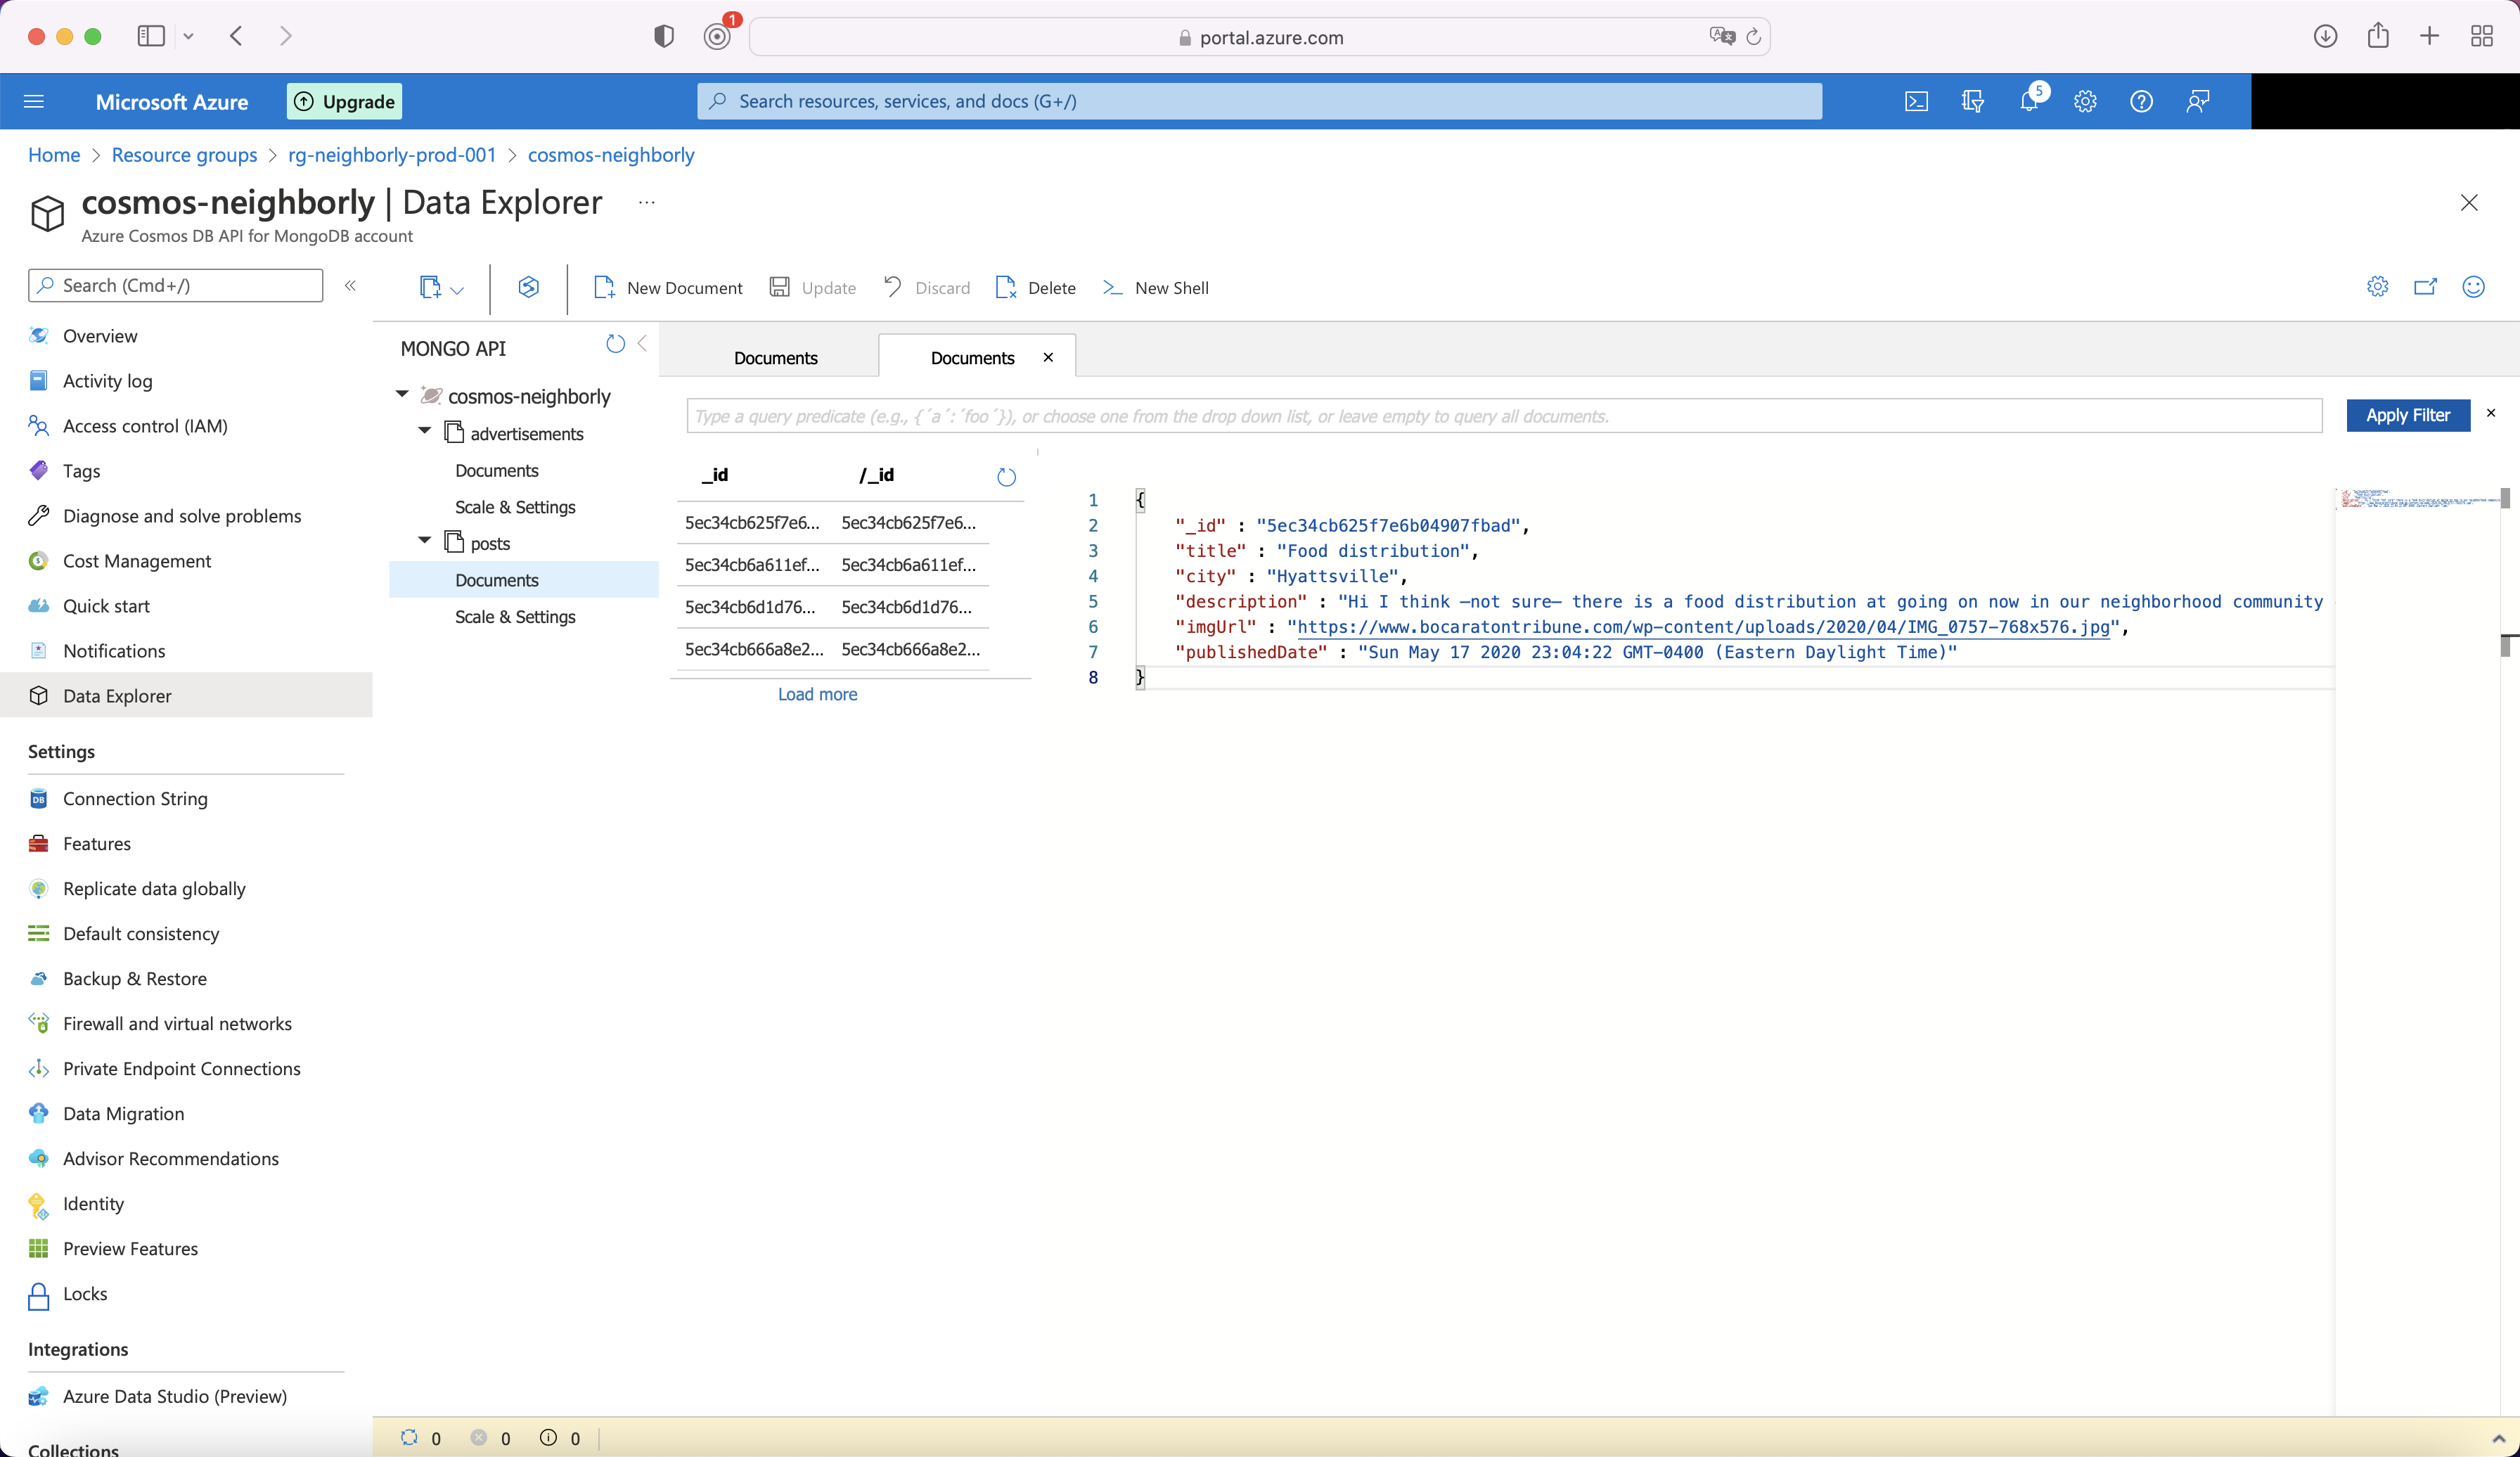 1
portal.azure.com
Microsoft Azure
Upgrade
Search resources, services, and docs (G+/)
5
Home > Resource groups > rg-neighborly-prod-001 > cosmos-neighborly
cosmos-neighborly | Data Explorer ...
Azure Cosmos DB API for MongoDB account
Search (Cmd+/)
«
Overview
Activity log
Access control (IAM)
Tags
Diagnose and solve problems
Cost Management
Quick start
Notifications
Data Explorer
Settings
Connection String
Features
Replicate data globally
Default consistency
Backup & Restore
Firewall and virtual networks
Private Endpoint Connections
Data Migration
Advisor Recommendations
Identity
Preview Features
Locks
Integrations
Azure Data Studio (Preview)
Collections
New Document
Update
Discard
Delete
New Shell
MONGO API
cosmos-neighborly
advertisements
Documents
Scale & Settings
posts
Documents
Scale & Settings
Documents
Documents
Type a query predicate (e.g., {´a´:´foo´}), or choose one from the drop down list, or leave empty to query all documents.
Apply Filter
_id /_id
5ec34cb625f7e6... 5ec34cb625f7e6...
5ec34cb6a611ef... 5ec34cb6a611ef...
5ec34cb6d1d76... 5ec34cb6d1d76...
5ec34cb666a8e2... 5ec34cb666a8e2...
Load more
1 {
2 "_id" : "5ec34cb625f7e6b04907fbad",
3 "title" : "Food distribution",
4 "city" : "Hyattsville",
5 "description" : "Hi I think —not sure— there is a food distribution at going on now in our neighborhood community
6 "imgUrl" : "https://www.bocaratontribune.com/wp-content/uploads/2020/04/IMG_0757-768x576.jpg",
7 "publishedDate" : "Sun May 17 2020 23:04:22 GMT-0400 (Eastern Daylight Time)"
8 }
0 0 0